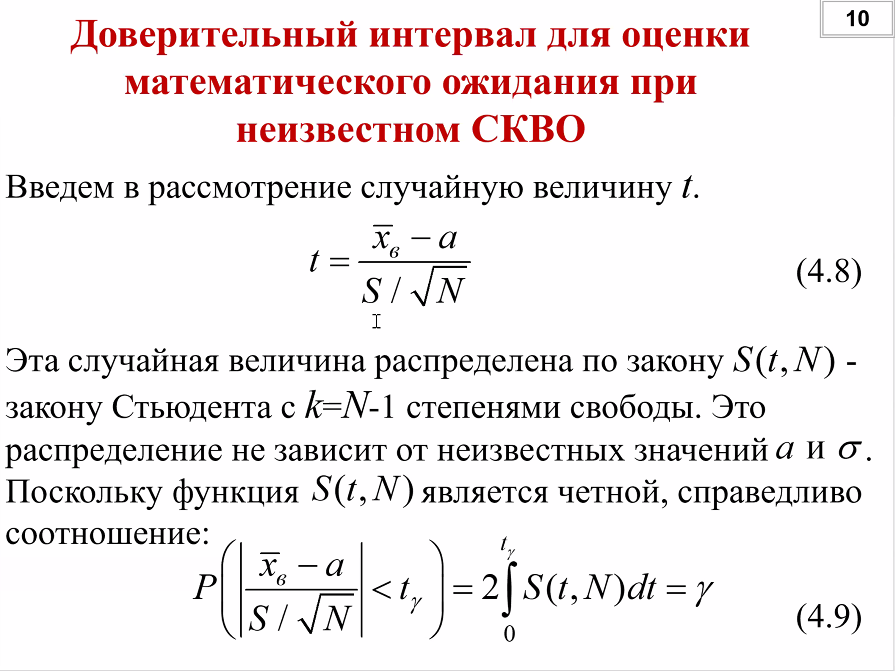 10
Доверительный интервал для оценки
математического ожидания при
неизвестном СКВО
Введем в рассмотрение случайную величину t.
t = (x̅в − a) / (S / √N) (4.8)
Эта случайная величина распределена по закону S(t, N) -
закону Стьюдента с k=N-1 степенями свободы. Это
распределение не зависит от неизвестных значений a и σ.
Поскольку функция S(t, N) является четной, справедливо
соотношение:
P(|(x̅в − a) / (S / √N)| < tγ) = 2∫₀^tγ S(t, N)dt = γ (4.9)